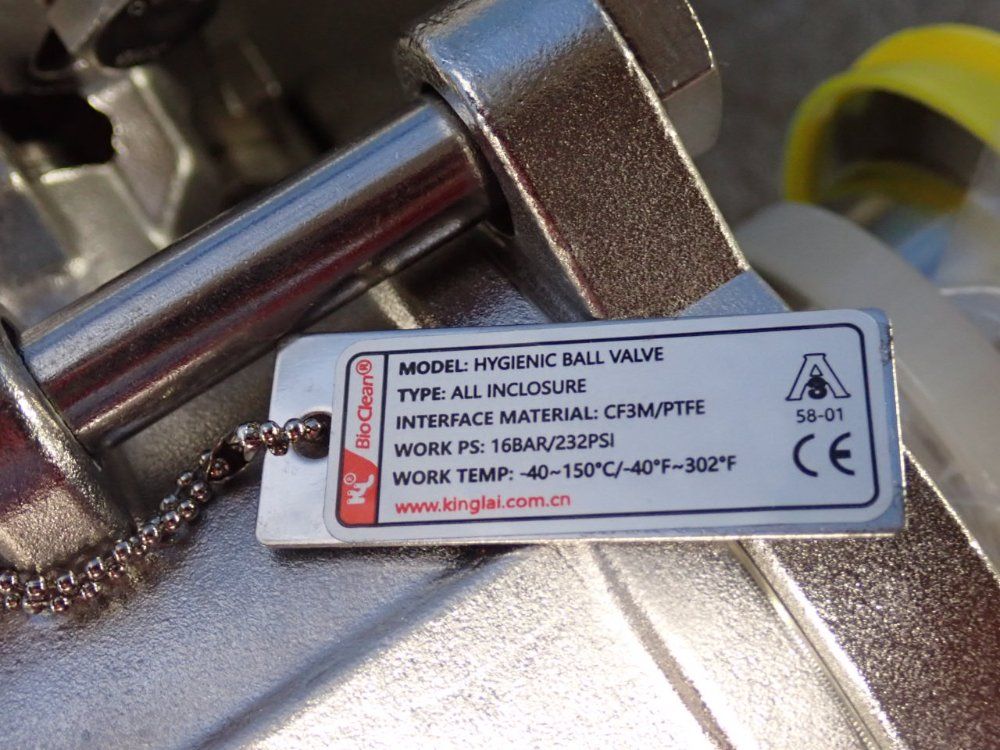 BioClean®
MODEL: HYGIENIC BALL VALVE
TYPE: ALL INCLOSURE
INTERFACE MATERIAL: CF3M/PTFE
WORK PS: 16BAR/232PSI
WORK TEMP: -40~150°C/-40°F~302°F
www.kinglai.com.cn
A
3
58-01
CE